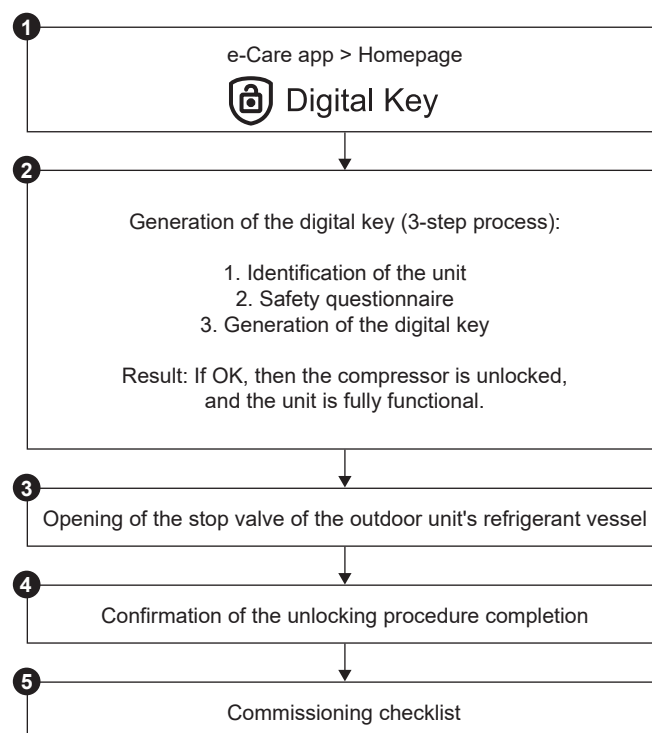 1
e-Care app > Homepage
Digital Key
2
Generation of the digital key (3-step process):
1. Identification of the unit
2. Safety questionnaire
3. Generation of the digital key
Result: If OK, then the compressor is unlocked,
and the unit is fully functional.
3
Opening of the stop valve of the outdoor unit's refrigerant vessel
4
Confirmation of the unlocking procedure completion
5
Commissioning checklist